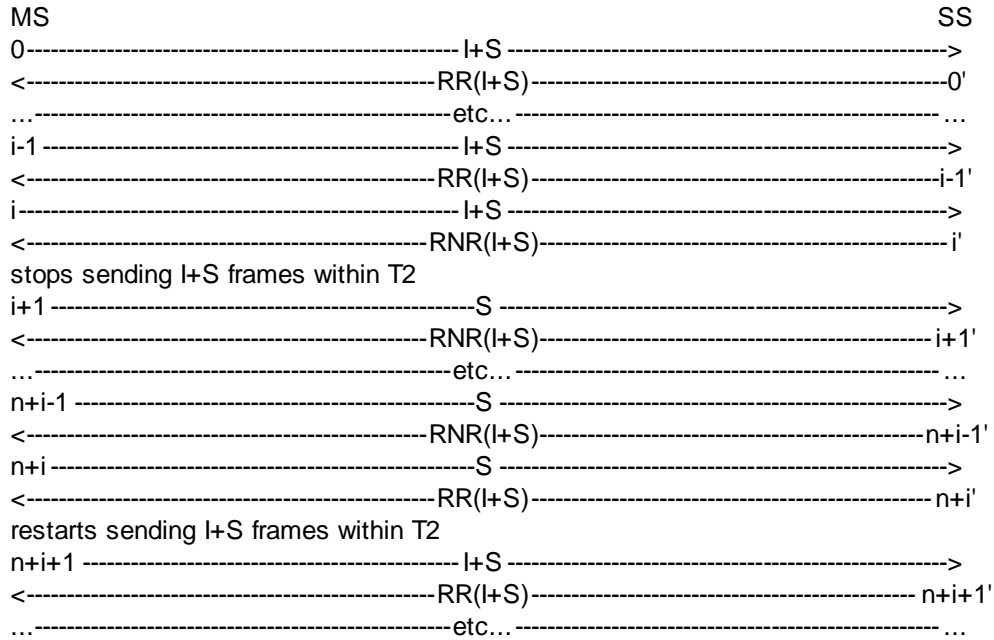 MS SS
0------------------------------------------------------ I+S ------------------------------------------------------->
<---------------------------------------------------RR(I+S)----------------------------------------------------0'
…----------------------------------------------------etc…----------------------------------------------------- …
i-1 ---------------------------------------------------- I+S ------------------------------------------------------->
<---------------------------------------------------RR(I+S)---------------------------------------------------i-1'
i------------------------------------------------------- I+S ------------------------------------------------------->
<--------------------------------------------------RNR(I+S)--------------------------------------------------- i'
stops sending I+S frames within T2
i+1 -----------------------------------------------------S -------------------------------------------------------->
<--------------------------------------------------RNR(I+S)------------------------------------------------- i+1'
…----------------------------------------------------etc…----------------------------------------------------- …
n+i-1 --------------------------------------------------S -------------------------------------------------------->
<--------------------------------------------------RNR(I+S)------------------------------------------------n+i-1'
n+i -----------------------------------------------------S -------------------------------------------------------->
<---------------------------------------------------RR(I+S)-------------------------------------------------- n+i'
restarts sending I+S frames within T2
n+i+1 ----------------------------------------------- I+S ------------------------------------------------------->
<---------------------------------------------------RR(I+S)------------------------------------------------ n+i+1'
…----------------------------------------------------etc…----------------------------------------------------- …